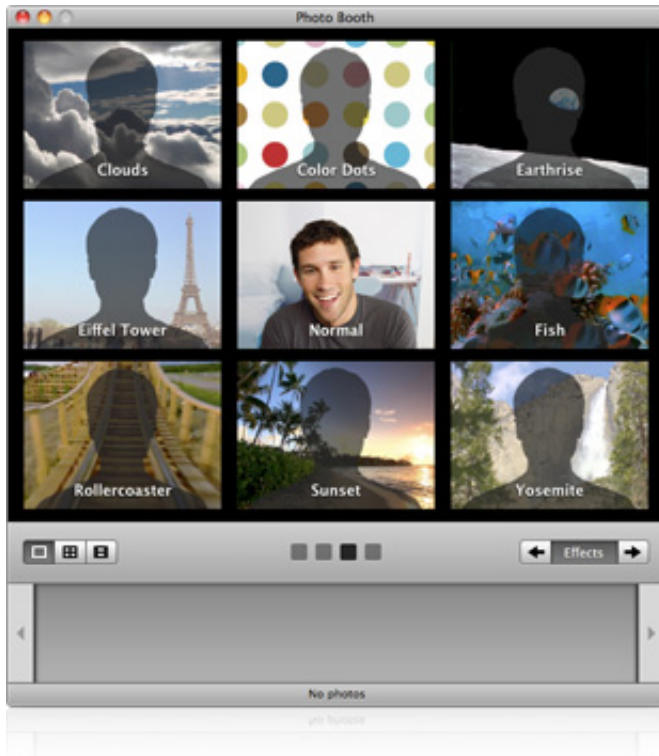 Photo Booth
Clouds
Color Dots
Earthrise
Eiffel Tower
Normal
Fish
Rollercoaster
Sunset
Yosemite
Effects
No photos